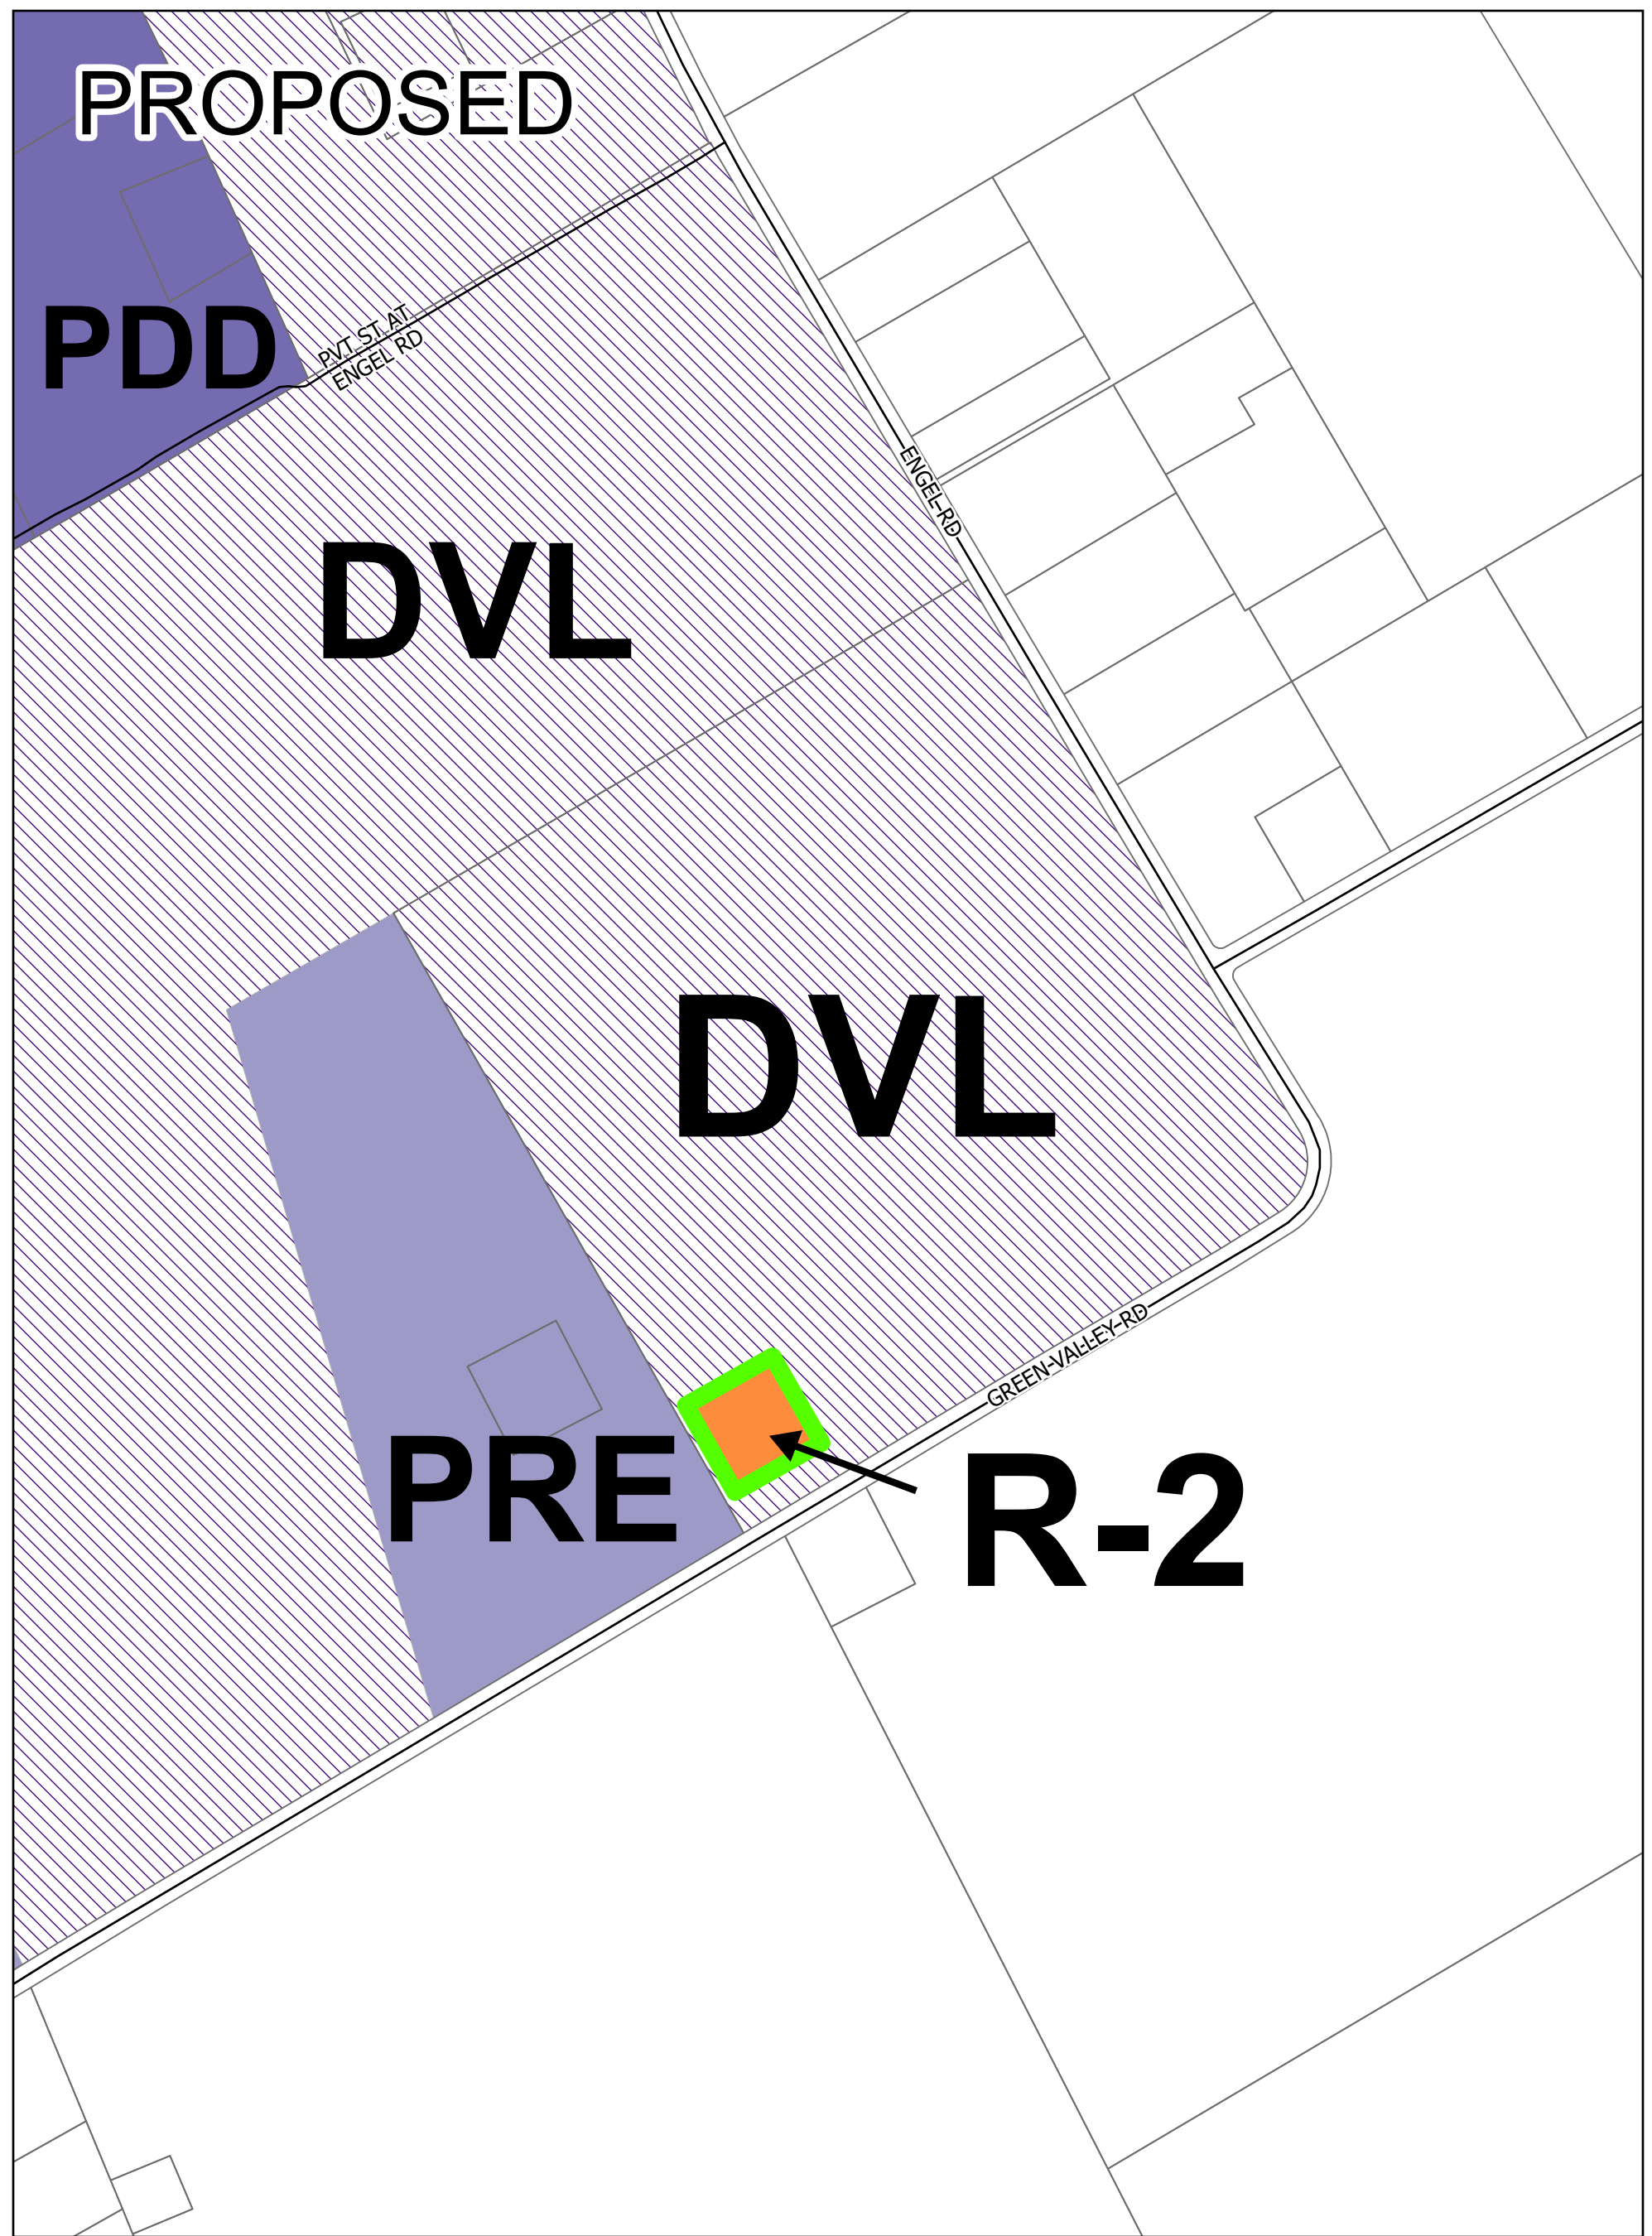 PROPOSED
PDD
PVT ST AT
ENGEL RD
ENGEL RD
DVL
DVL
GREEN VALLEY RD
PRE
R-2